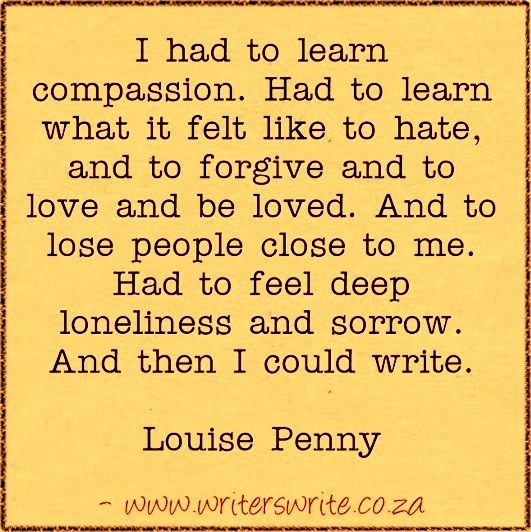 I had to learn
compassion. Had to learn
what it felt like to hate,
and to forgive and to
love and be loved. And to
lose people close to me.
Had to feel deep
loneliness and sorrow.
And then I could write.
Louise Penny
- www.writerswrite.co.za